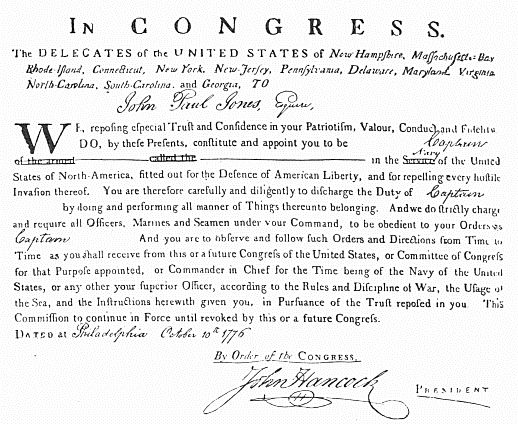 IN CONGRESS.
The DELEGATES of the UNITED STATES of New Hampshire, Maſſachuſetts-Bay
Rhode-Iſland, Connecticut, New York, New-Jerſey, Pennſylvania, Delaware, Maryland, Virginia
North-Carolina, South-Carolina, and Georgia, TO
John Paul Jones, Eſquire,
WE, repoſing eſpecial Truſt and Confidence in your Patriotiſm, Valour, Conduct, and Fidelity
DO, by theſe Preſents, conſtitute and appoint you to be Captain
Navy
of the armed called the in the Service of the United
States of North-America, fitted out for the Defence of American Liberty, and for repelling every hoſtile
Invaſion thereof. You are therefore carefully and diligently to diſcharge the Duty of Captain
by doing and performing all manner of Things thereunto belonging. And we do ſtrictly charge
and require all Officers, Marines and Seamen under your Command, to be obedient to your Orders as
Captain And you are to obſerve and follow ſuch Orders and Directions from Time to
Time as you ſhall receive from this or a future Congreſs of the United States, or Committee of Congreſs
for that Purpoſe appointed, or Commander in Chief for the Time being of the Navy of the United
States, or any other your ſuperior Officer, according to the Rules and Diſcipline of War, the Uſage of
the Sea, and the Inſtructions herewith given you, in Purſuance of the Truſt repoſed in you. This
Commiſſion to continue in Force until revoked by this or a future Congreſs.
DATED at Philadelphia October 10th 1776
By Order of the CONGRESS,
John Hancock PRESIDENT